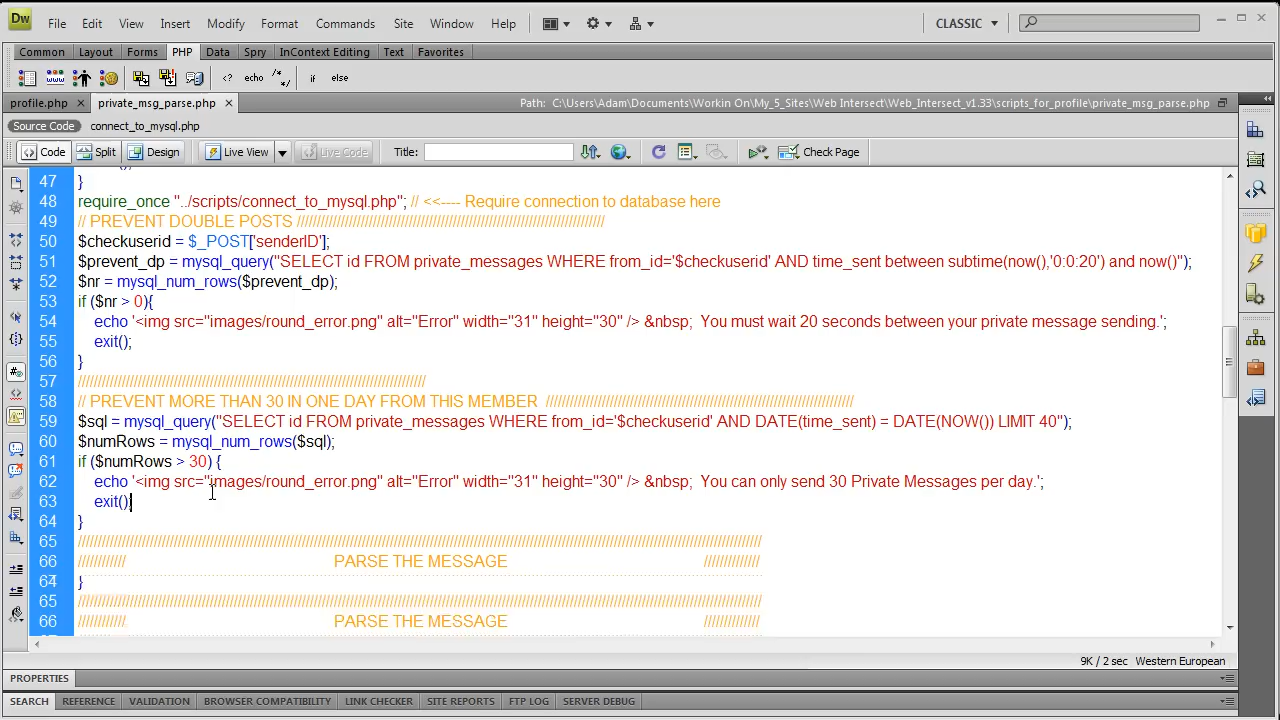 Dw File Edit View Insert Modify Format Commands Site Window Help CLASSIC
Common Layout Forms PHP Data Spry InContext Editing Text Favorites
<? echo /**/ if else
profile.php × private_msg_parse.php × Path: C:\Users\Adam\Documents\Workin On\My_5_Sites\Web Intersect\Web_Intersect_v1.33\scripts_for_profile\private_msg_parse.php
Source Code connect_to_mysql.php
Code Split Design Live View Live Code Title: Check Page
47 }
48 require_once "../scripts/connect_to_mysql.php"; // <<---- Require connection to database here
49 // PREVENT DOUBLE POSTS /////////////////////////////////////////////////////////////////////////////
50 $checkuserid = $_POST['senderID'];
51 $prevent_dp = mysql_query("SELECT id FROM private_messages WHERE from_id='$checkuserid' AND time_sent between subtime(now(),'0:0:20') and now()");
52 $nr = mysql_num_rows($prevent_dp);
53 if ($nr > 0){
54 echo '<img src="images/round_error.png" alt="Error" width="31" height="30" /> &nbsp;  You must wait 20 seconds between your private message sending.';
55 exit();
56 }
57 ///////////////////////////////////////////////////////////////////////////////////////
58 // PREVENT MORE THAN 30 IN ONE DAY FROM THIS MEMBER  /////////////////////////////////////////////////////////////////////////////
59 $sql = mysql_query("SELECT id FROM private_messages WHERE from_id='$checkuserid' AND DATE(time_sent) = DATE(NOW()) LIMIT 40");
60 $numRows = mysql_num_rows($sql);
61 if ($numRows > 30) {
62 echo '<img src="images/round_error.png" alt="Error" width="31" height="30" /> &nbsp;  You can only send 30 Private Messages per day.';
63 exit();
64 }
65 ///////////////////////////////////////////////////////////////////////////////////////////////////////////////////////////////////////////////////////////////////////////
66 //////////// PARSE THE MESSAGE //////////////
64 }
65 ///////////////////////////////////////////////////////////////////////////////////////////////////////////////////////////////////////////////////////////////////////////
66 //////////// PARSE THE MESSAGE //////////////
9K / 2 sec Western European
PROPERTIES
SEARCH REFERENCE VALIDATION BROWSER COMPATIBILITY LINK CHECKER SITE REPORTS FTP LOG SERVER DEBUG